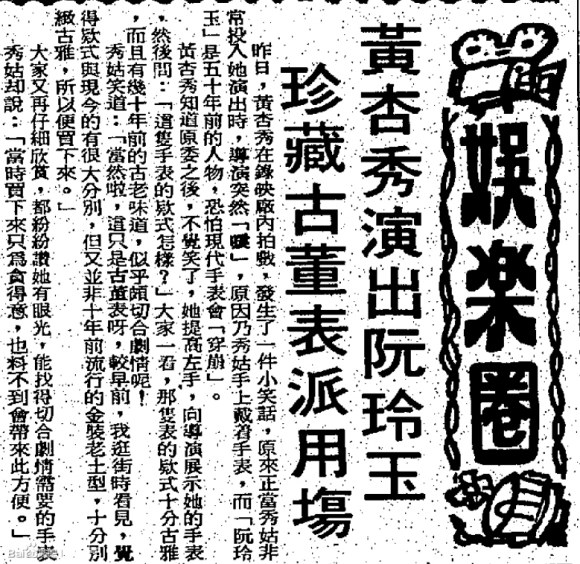 娛乐圈
黃杏秀演出阮玲玉
珍藏古董表派用塲
昨日，黃杏秀在錄映廠內拍戲，發生了一件小笑話，原來正當秀姑非
常投入她演出時，導演突然「」，原因乃秀姑手上戴着手表，而「阮玲
玉」是五十年前的人物，恐怕現代手表會「穿崩」。
黃杏秀知道原委之後，不覺笑了，她提高左手，向導演展示她的手表
，然後問：「這隻手表的欵式怎樣？」大家一看，那隻表的欵式十分古雅
，而且有幾十年前的古老味道，似乎頗切合劇情呢！
秀姑笑道：「當然啦，這只是古董表呀，較早前，我逛街時看見，覺
得欵式與現今的有很大分別，但又並非十年前流行的金裝老土型，十分別
緻古雅，所以便買下來。」
大家又再仔細欣賞，都紛紛讚她有眼光，能找得切合劇情需要的手表
秀姑却說：「當時買下來只爲貪得意，也料不到會帶來此方便。」